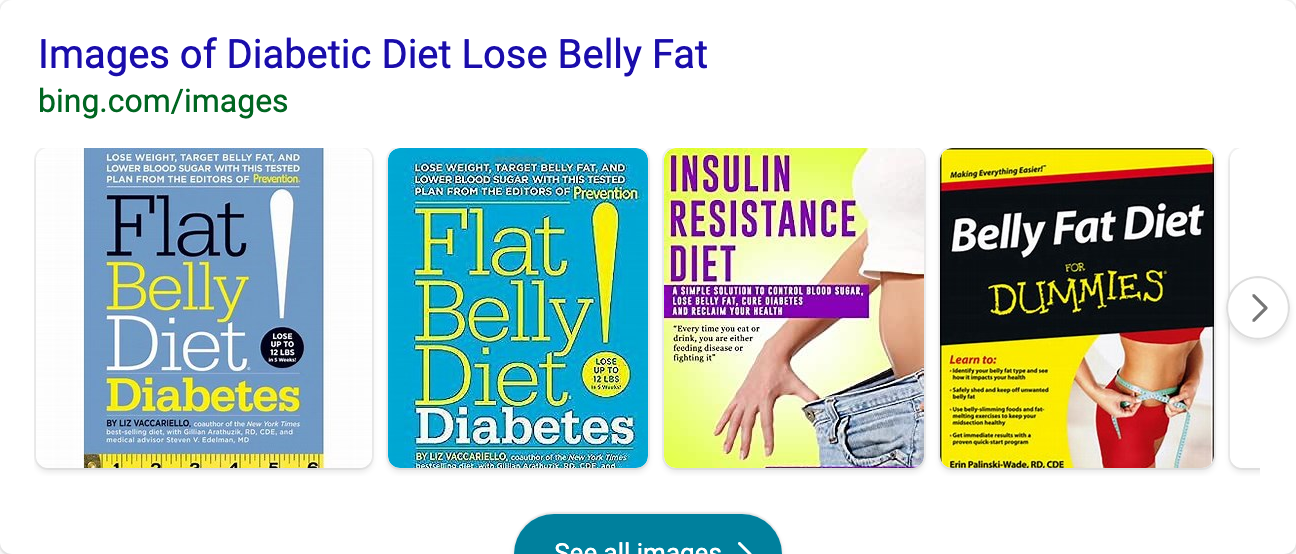 Images of Diabetic Diet Lose Belly Fat
bing.com/images
LOSE WEIGHT, TARGET BELLY FAT, AND
LOWER BLOOD SUGAR WITH THIS TESTED
PLAN FROM THE EDITORS OF Prevention.
Flat
Belly
Diet!
LOSE
UP TO
12 LBS
in 5 Weeks!
Diabetes
BY LIZ VACCARIELLO, coauthor of the New York Times
best-selling diet, with Gillian Arathuzik, RD, CDE, and
medical advisor Steven V. Edelman, MD
1 2 3 4 5 6
LOSE WEIGHT, TARGET BELLY FAT, AND
LOWER BLOOD SUGAR WITH THIS TESTED
PLAN FROM THE EDITORS OF Prevention
Flat
Belly!
Diet.
LOSE
UP TO
12 LBS
in 5 Weeks!
Diabetes
BY LIZ VACCARIELLO, coauthor of the New York Times
bestselling diet, with Gillian Arathuzik, RD, CDE, and
INSULIN
RESISTANCE
DIET
A SIMPLE SOLUTION TO CONTROL BLOOD SUGAR,
LOSE BELLY FAT, CURE DIABETES
AND RECLAIM YOUR HEALTH
"Every time you eat or
drink, you are either
feeding disease or
fighting it"
Making Everything Easier!™
Belly Fat Diet
FOR
DUMMIES®
Learn to:
• Identify your belly fat type and see
how it impacts your health
• Safely shed and keep off unwanted
belly fat
• Use belly-slimming foods and fat-
melting exercises to keep your
midsection healthy
• Get immediate results with a
proven quick-start program
Erin Palinski-Wade, RD, CDE
See all images